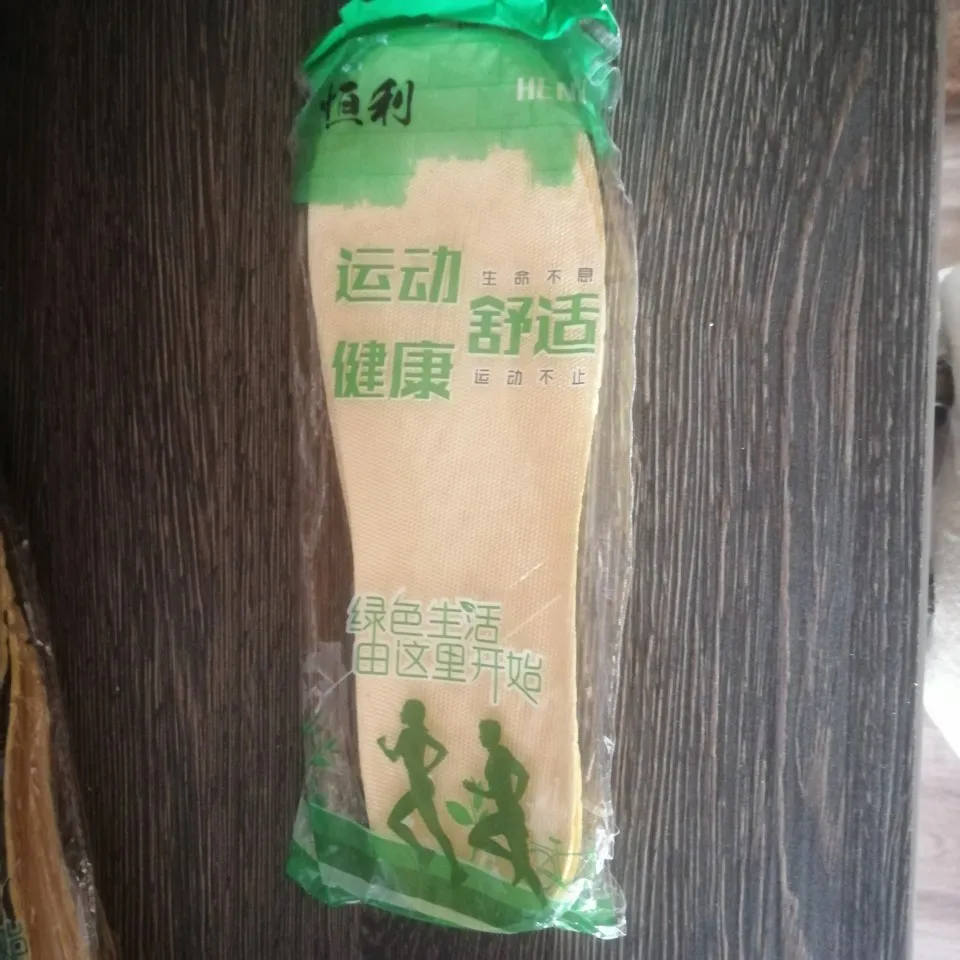 恒利
运动
生命不息
舒适
健康
运动不止
绿色生活
由这里开始